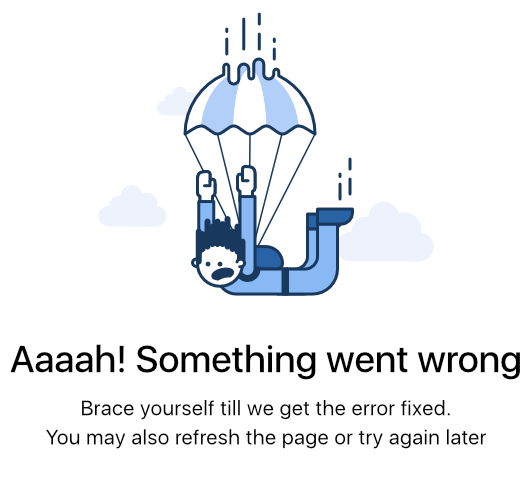 Aaaah! Something went wrong
Brace yourself till we get the error fixed.
You may also refresh the page or try again later